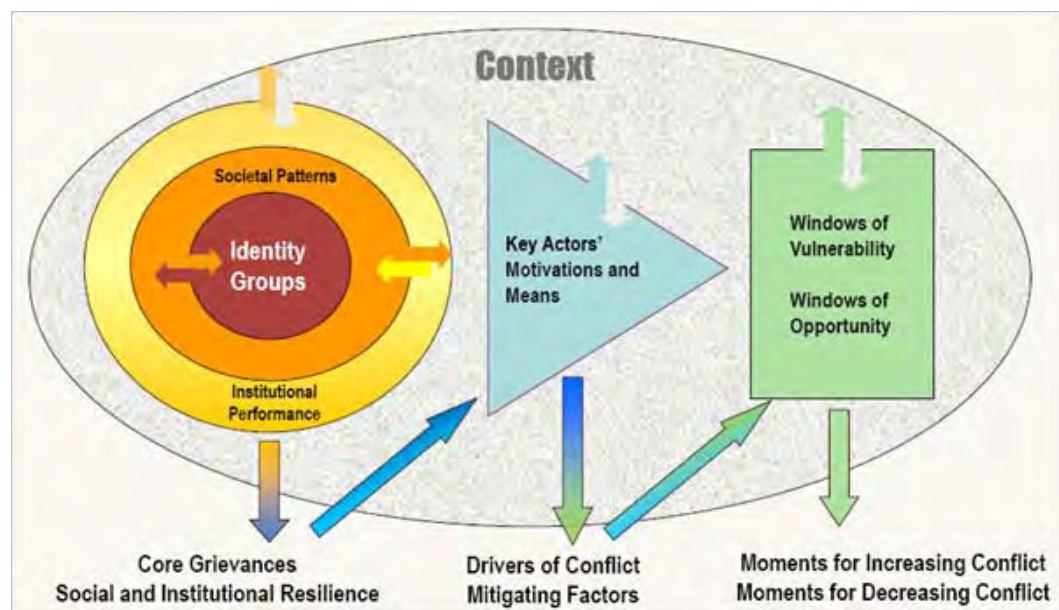 Context
Societal Patterns
Identity
Groups
Institutional
Performance
Key Actors'
Motivations and
Means
Windows of
Vulnerability
Windows of
Opportunity
Core Grievances
Social and Institutional Resilience
Drivers of Conflict
Mitigating Factors
Moments for Increasing Conflict
Moments for Decreasing Conflict